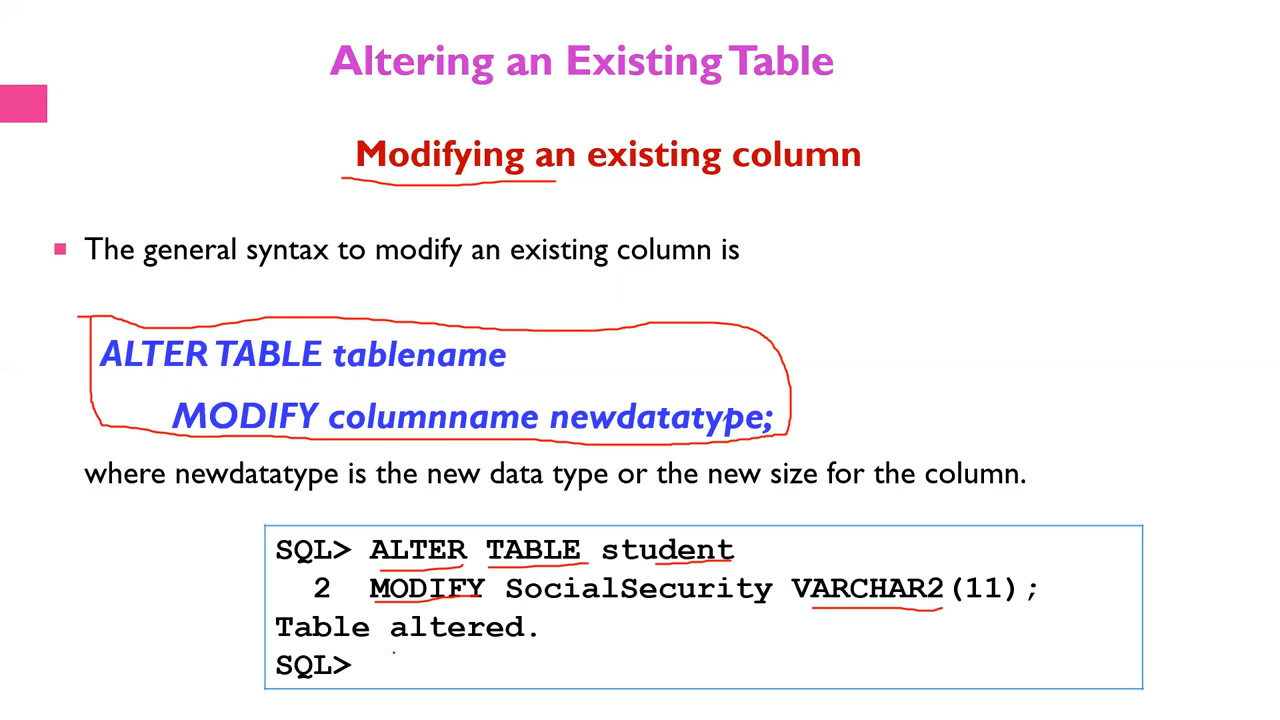 Altering an Existing Table
Modifying an existing column
The general syntax to modify an existing column is
ALTER TABLE tablename
MODIFY columnname newdatatype;
where newdatatype is the new data type or the new size for the column.
SQL> ALTER TABLE student
2 MODIFY SocialSecurity VARCHAR2(11);
Table altered.
SQL>